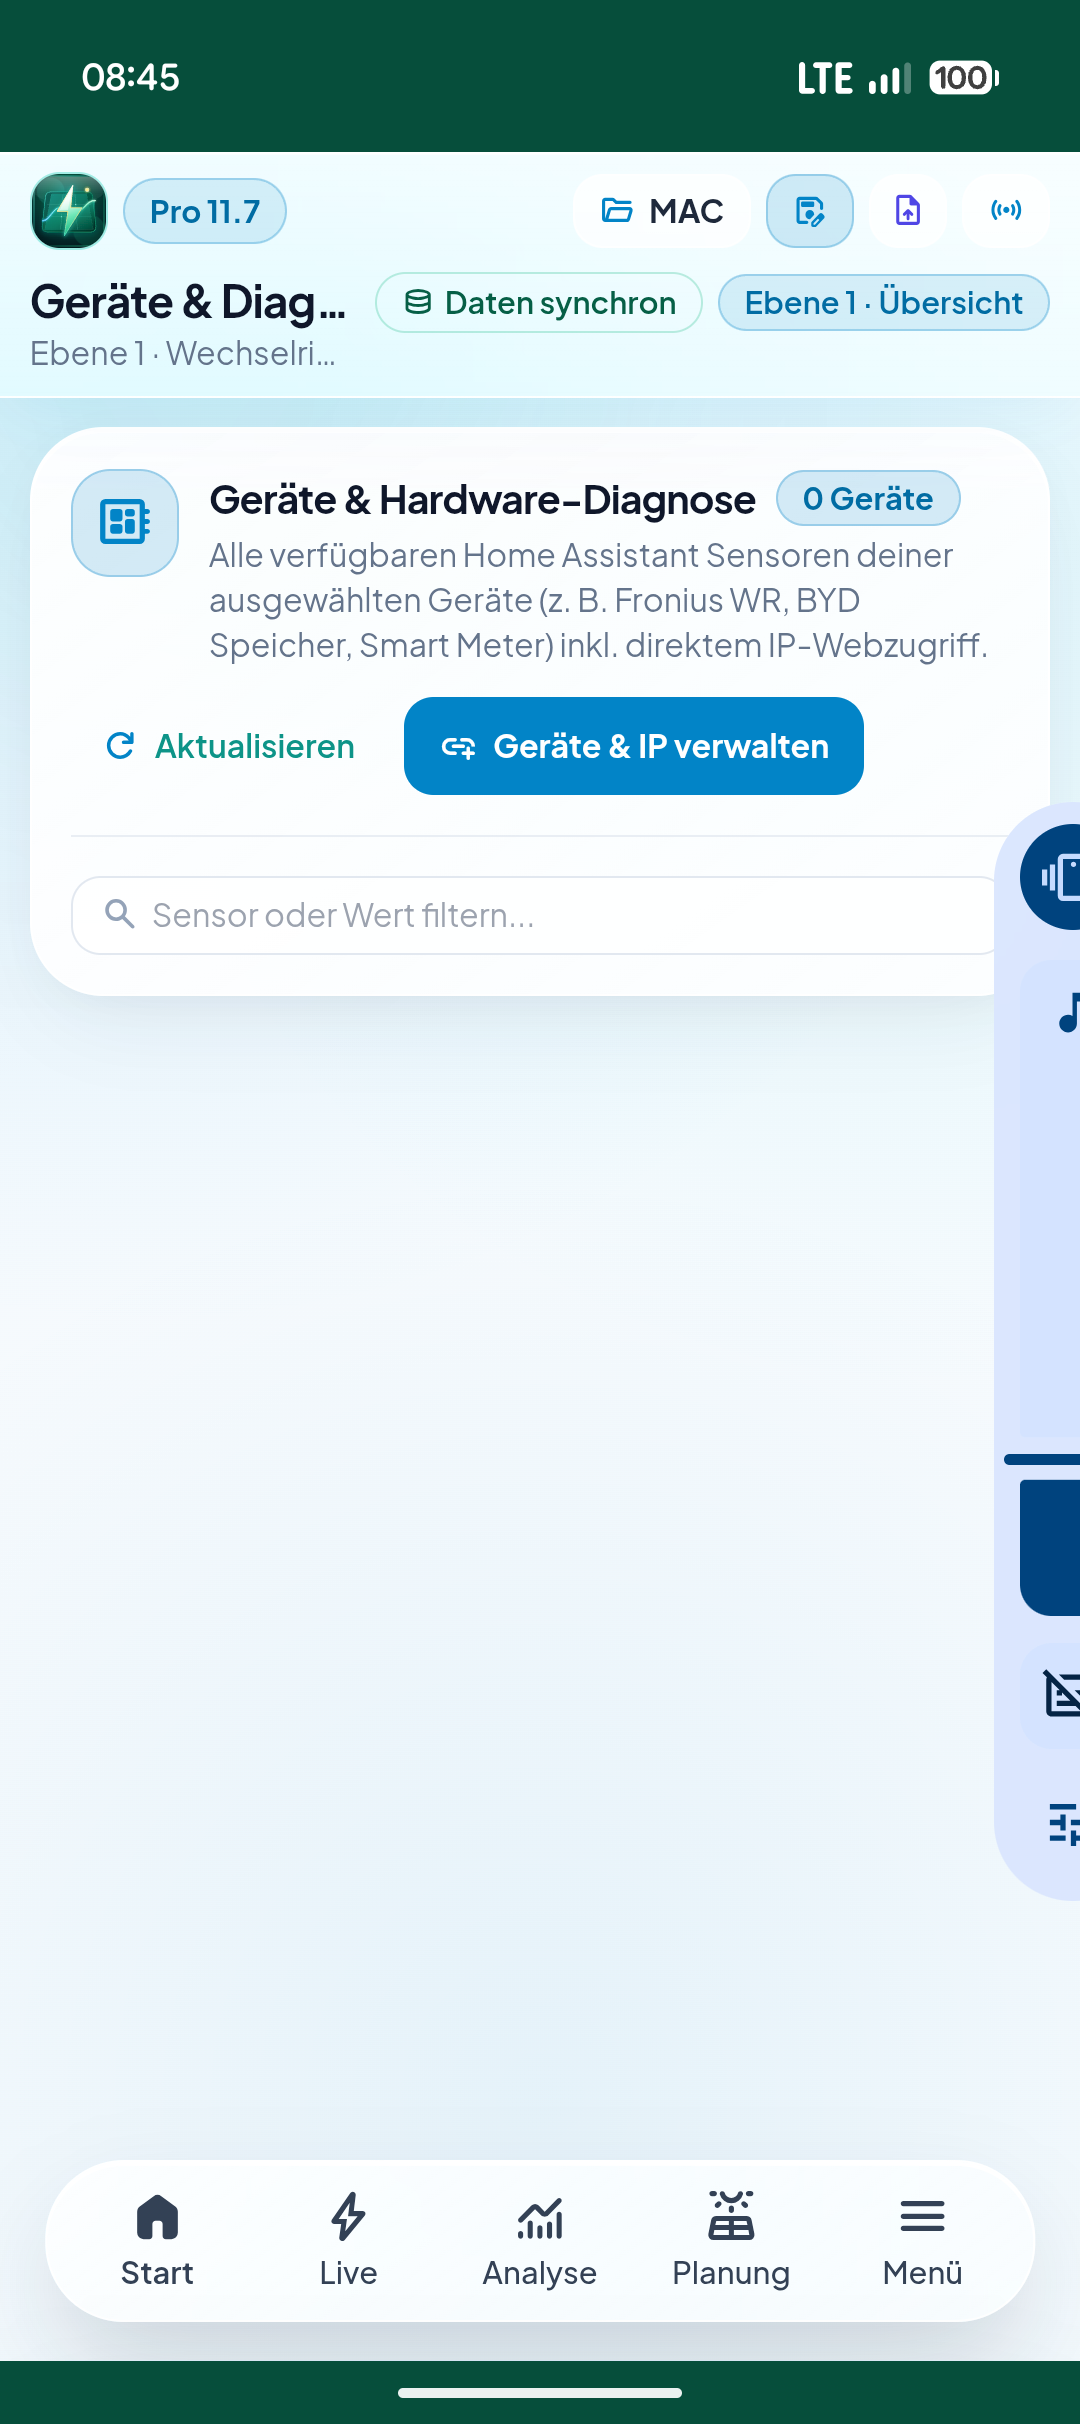 08:45
LTE 100
Pro 11.7
MAC
Geräte & Diag...
Daten synchron
Ebene 1 · Übersicht
Ebene 1 · Wechselri...
Geräte & Hardware-Diagnose
0 Geräte
Alle verfügbaren Home Assistant Sensoren deiner
ausgewählten Geräte (z. B. Fronius WR, BYD
Speicher, Smart Meter) inkl. direktem IP-Webzugriff.
Aktualisieren
Geräte & IP verwalten
Sensor oder Wert filtern...
Start
Live
Analyse
Planung
Menü